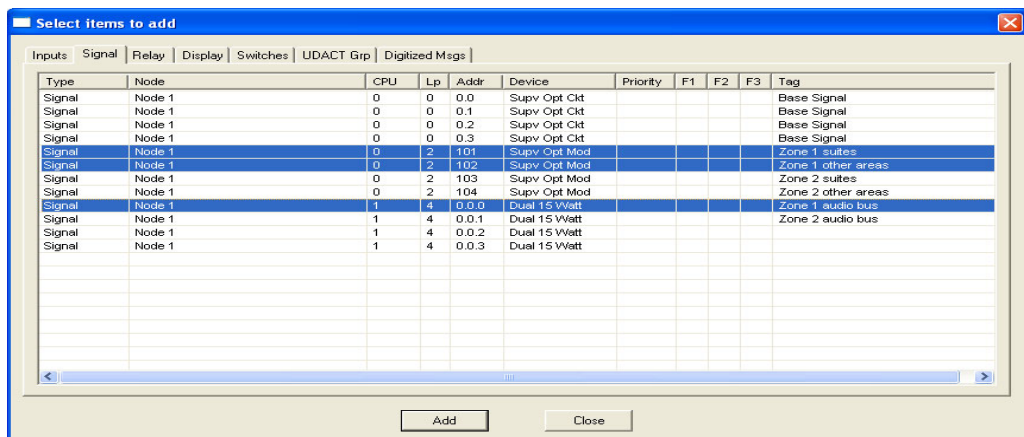 Select items to add
Inputs Signal Relay Display Switches UDACT Grp Digitized Msgs
Type Node CPU Lp Addr Device Priority F1 F2 F3 Tag
Signal Node 1 0 0 0.0 Supv Opt Ckt Base Signal
Signal Node 1 0 0 0.1 Supv Opt Ckt Base Signal
Signal Node 1 0 0 0.2 Supv Opt Ckt Base Signal
Signal Node 1 0 0 0.3 Supv Opt Ckt Base Signal
Signal Node 1 0 2 101 Supv Opt Mod Zone 1 suites
Signal Node 1 0 2 102 Supv Opt Mod Zone 1 other areas
Signal Node 1 0 2 103 Supv Opt Mod Zone 2 suites
Signal Node 1 0 2 104 Supv Opt Mod Zone 2 other areas
Signal Node 1 1 4 0.0.0 Dual 15 Watt Zone 1 audio bus
Signal Node 1 1 4 0.0.1 Dual 15 Watt Zone 2 audio bus
Signal Node 1 1 4 0.0.2 Dual 15 Watt
Signal Node 1 1 4 0.0.3 Dual 15 Watt
Add Close